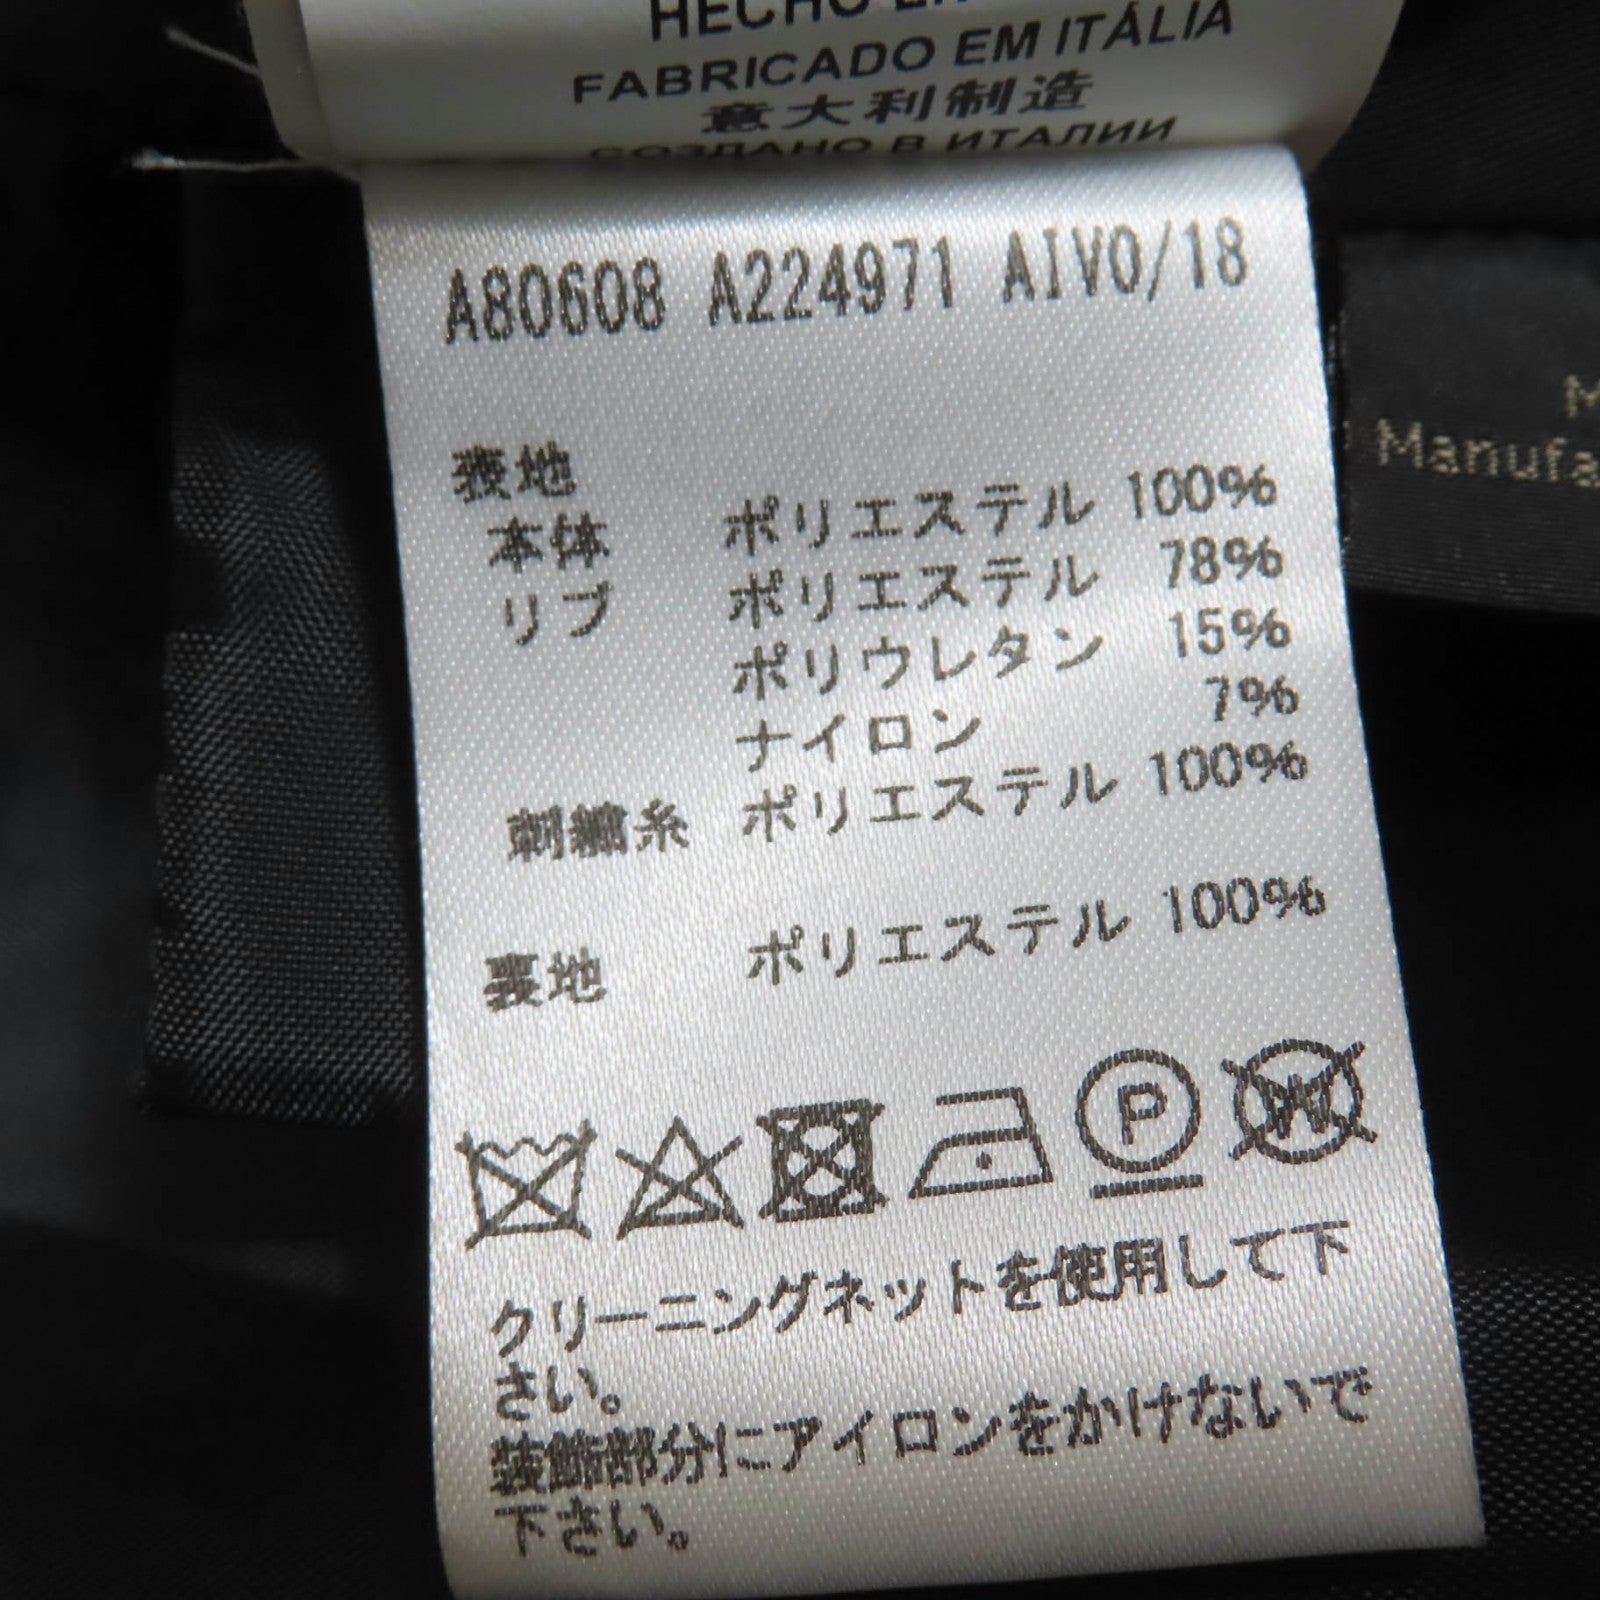 HECHO E
FABRICADO EM ITÁLIA
意大利制造
СОЗДАНО В ИТАЛИИ
A80608 A224971 AIVO/18
表地
本体 ポリエステル 100%
リブ ポリエステル 78%
ポリウレタン 15%
ナイロン 7%
刺繍糸 ポリエステル 100%
裏地 ポリエステル 100%
P
W
クリーニングネットを使用して下
さい。
装飾部分にアイロンをかけないで
下さい。
M
Manufa